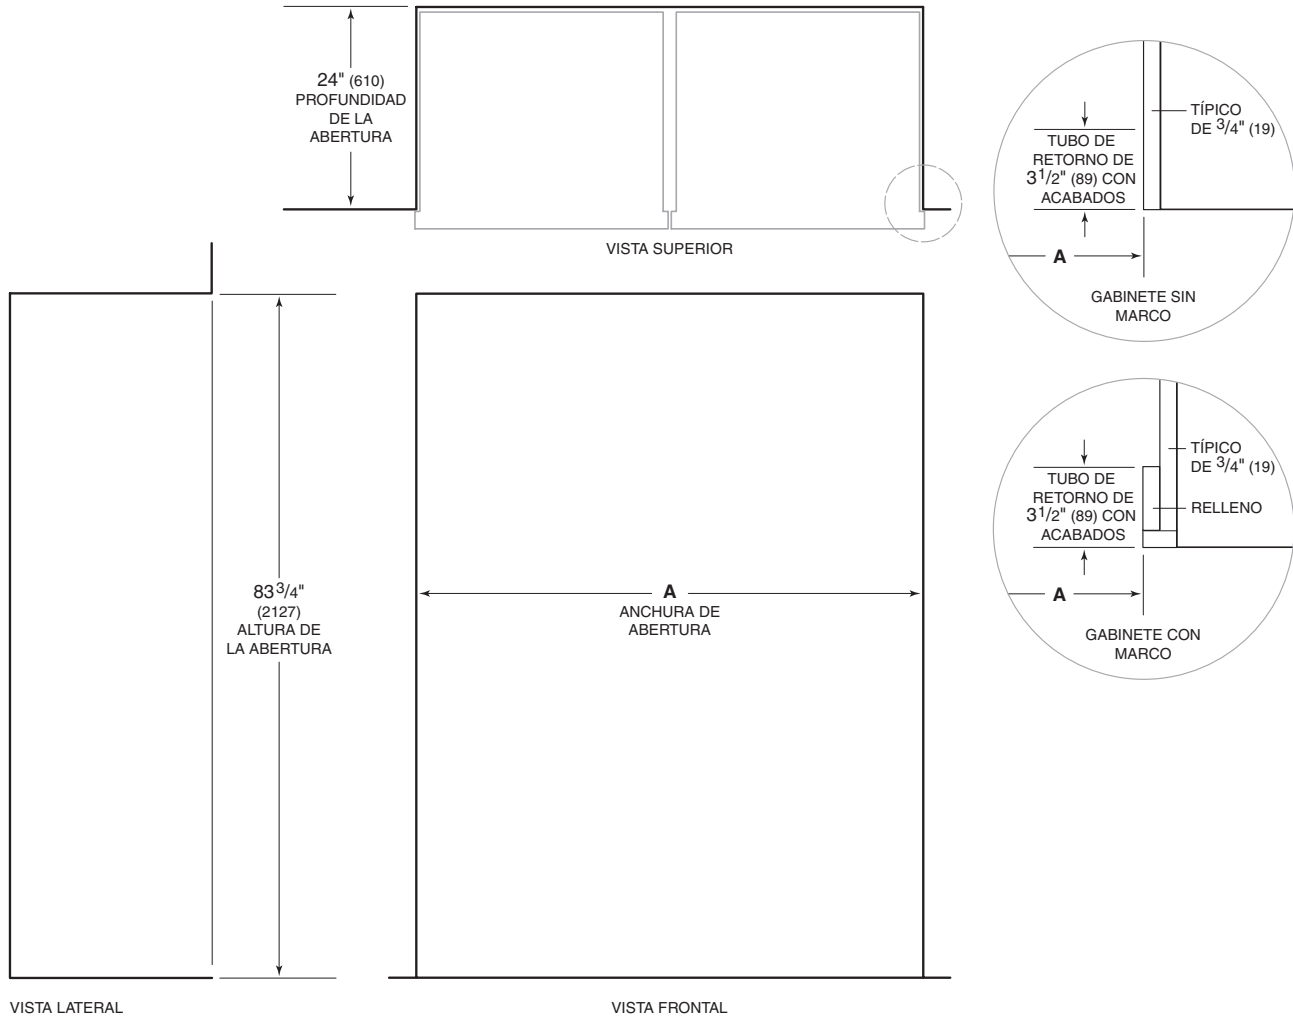 24" (610)
PROFUNDIDAD
DE LA
ABERTURA
VISTA SUPERIOR
TÍPICO
DE 3/4" (19)
TUBO DE
RETORNO DE
3 1/2" (89) CON
ACABADOS
A
GABINETE SIN
MARCO
TÍPICO
DE 3/4" (19)
TUBO DE
RETORNO DE
3 1/2" (89) CON
ACABADOS
RELLENO
A
GABINETE CON
MARCO
83 3/4"
(2127)
ALTURA DE
LA ABERTURA
A
ANCHURA DE
ABERTURA
VISTA LATERAL
VISTA FRONTAL